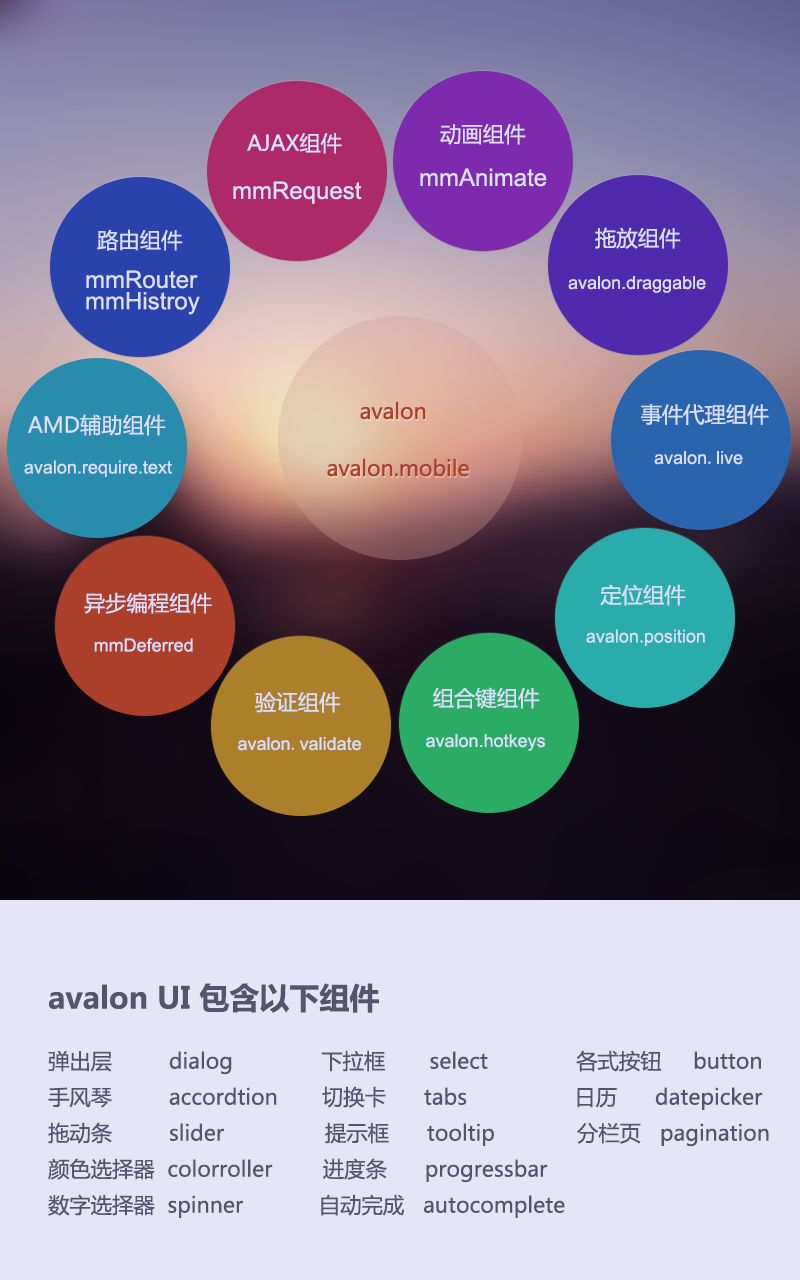 AJAX组件
mmRequest
动画组件
mmAnimate
路由组件
mmRouter
mmHistroy
拖放组件
avalon.draggable
avalon
avalon.mobile
AMD辅助组件
avalon.require.text
事件代理组件
avalon. live
异步编程组件
mmDeferred
定位组件
avalon.position
验证组件
avalon. validate
组合键组件
avalon.hotkeys
avalon UI 包含以下组件
弹出层 dialog 下拉框 select 各式按钮 button
手风琴 accordtion 切换卡 tabs 日历 datepicker
拖动条 slider 提示框 tooltip 分栏页 pagination
颜色选择器 colorroller 进度条 progressbar
数字选择器 spinner 自动完成 autocomplete